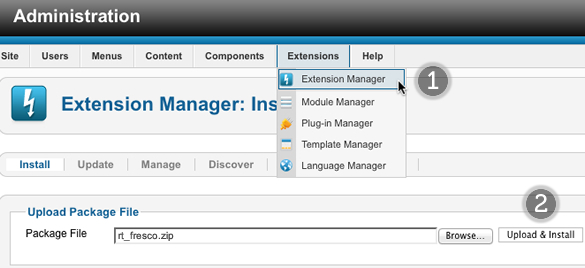 Administration
Site Users Menus Content Components Extensions Help
Extension Manager
1
Module Manager
Plug-in Manager
Template Manager
Language Manager
Extension Manager: Ins
Install Update Manage Discover
2
Upload Package File
Package File rt_fresco.zip Browse... Upload & Install